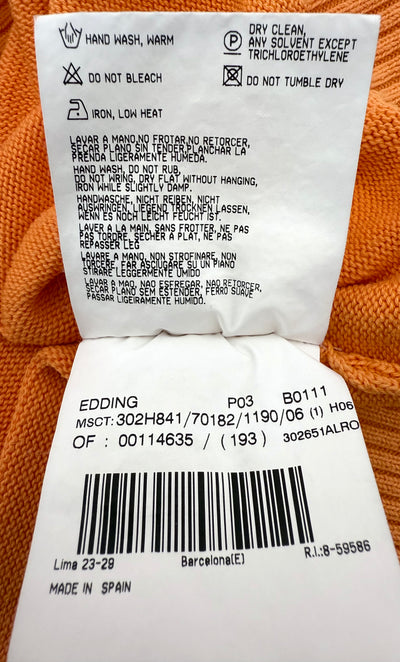 HAND WASH, WARM
DRY CLEAN,
ANY SOLVENT EXCEPT
TRICHLOROETHYLENE
P
DO NOT BLEACH
DO NOT TUMBLE DRY
IRON, LOW HEAT
LAVAR A MANO,NO FROTAR,NO RETORCER,
SECAR PLANO SIN TENDER,PLANCHAR LA
PRENDA LIGERAMENTE HUMEDA.
HAND WASH, DO NOT RUB,
DO NOT WRING, DRY FLAT WITHOUT HANGING,
IRON WHILE SLIGHTLY DAMP.
HANDWASCHE, NICHT REIBEN, NICHT
AUSWRINGEN, LIEGEND TROCKNEN LASSEN,
WENN ES NOCH LEICHT FEUCHT IST.
LAVER A LA MAIN, SANS FROTTER, NE PAS
PAS TORDRE, SECHER A PLAT, NE PAS
REPASSER LEG
LAVARE A MANO, NON STROFINARE, NON
TORCERE, FAR ASCIUGARE SU UN PIANO
STIRARE LEGGERMENTE UMIDO
LAVAR A MAO, NAO ESFREGAR, NAO RETORCER,
SECAR PLANO SEM ESTENDER, FERRO SUAVE
PASSAR LIGEIRAMENTE HUMIDO.
EDDING P03 B0111
MSCT: 302H841/70182/1190/06 (1) H06
OF : 00114635 / (193) 302651ALRO
Lima 23-29 Barcelona(E) R.I.:8-59586
MADE IN SPAIN